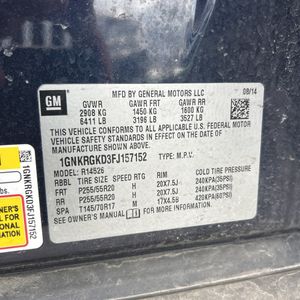 GM
MFD BY GENERAL MOTORS LLC
08/14
GVWR GAWR FRT GAWR RR
2908 KG 1450 KG 1600 KG
6411 LB 3196 LB 3527 LB
THIS VEHICLE CONFORMS TO ALL APPLICABLE U.S.
FEDERAL MOTOR VEHICLE SAFETY
STANDARDS IN EFFECT ON THE DATE OF
MANUFACTURE SHOWN ABOVE.
1GNKRGKD3FJ157152 TYPE: M.P.V.
MODEL: R14526
RBBL TIRE SIZE SPEED RTG RIM COLD TIRE PRESSURE
FRT P255/55R20 H 20X7.5J 240KPA(35PSI)
RR P255/55R20 H 20X7.5J 240KPA(35PSI)
SPA T145/70R17 M 17X4.5B 420KPA(60PSI)
SEE OWNER'S MANUAL
1GNKRGKD3FJ157152
lbs.